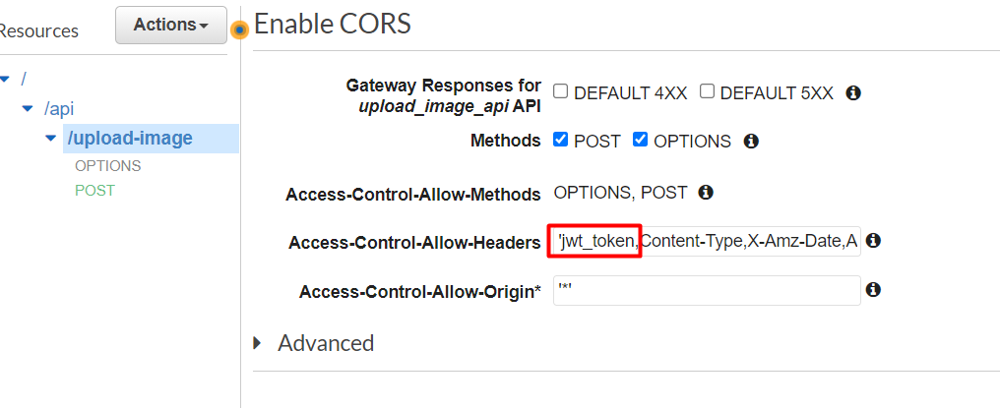 Resources
Actions
Enable CORS
/
/api
/upload-image
OPTIONS
POST
Gateway Responses for
upload_image_api API
DEFAULT 4XX DEFAULT 5XX
Methods
POST OPTIONS
Access-Control-Allow-Methods
OPTIONS, POST
Access-Control-Allow-Headers
'jwt_token,Content-Type,X-Amz-Date,A
Access-Control-Allow-Origin*
'*'
Advanced